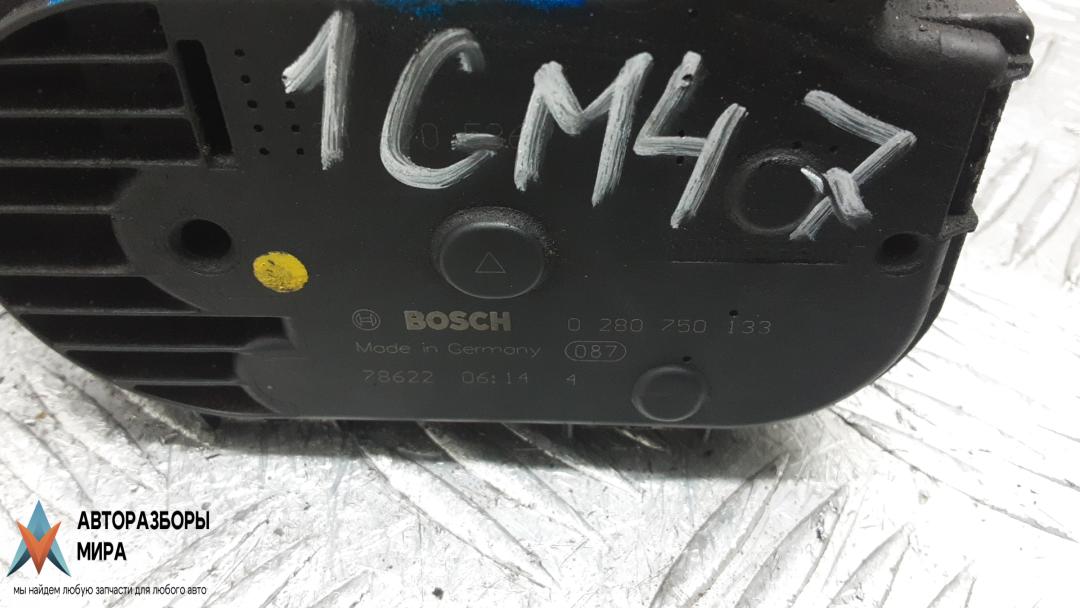 1GM47
BOSCH 0 280 750 133
Made in Germany 087
78622 06:14 4
АВТОРАЗБОРЫ
МИРА
мы найдем любую запчасти для любого авто